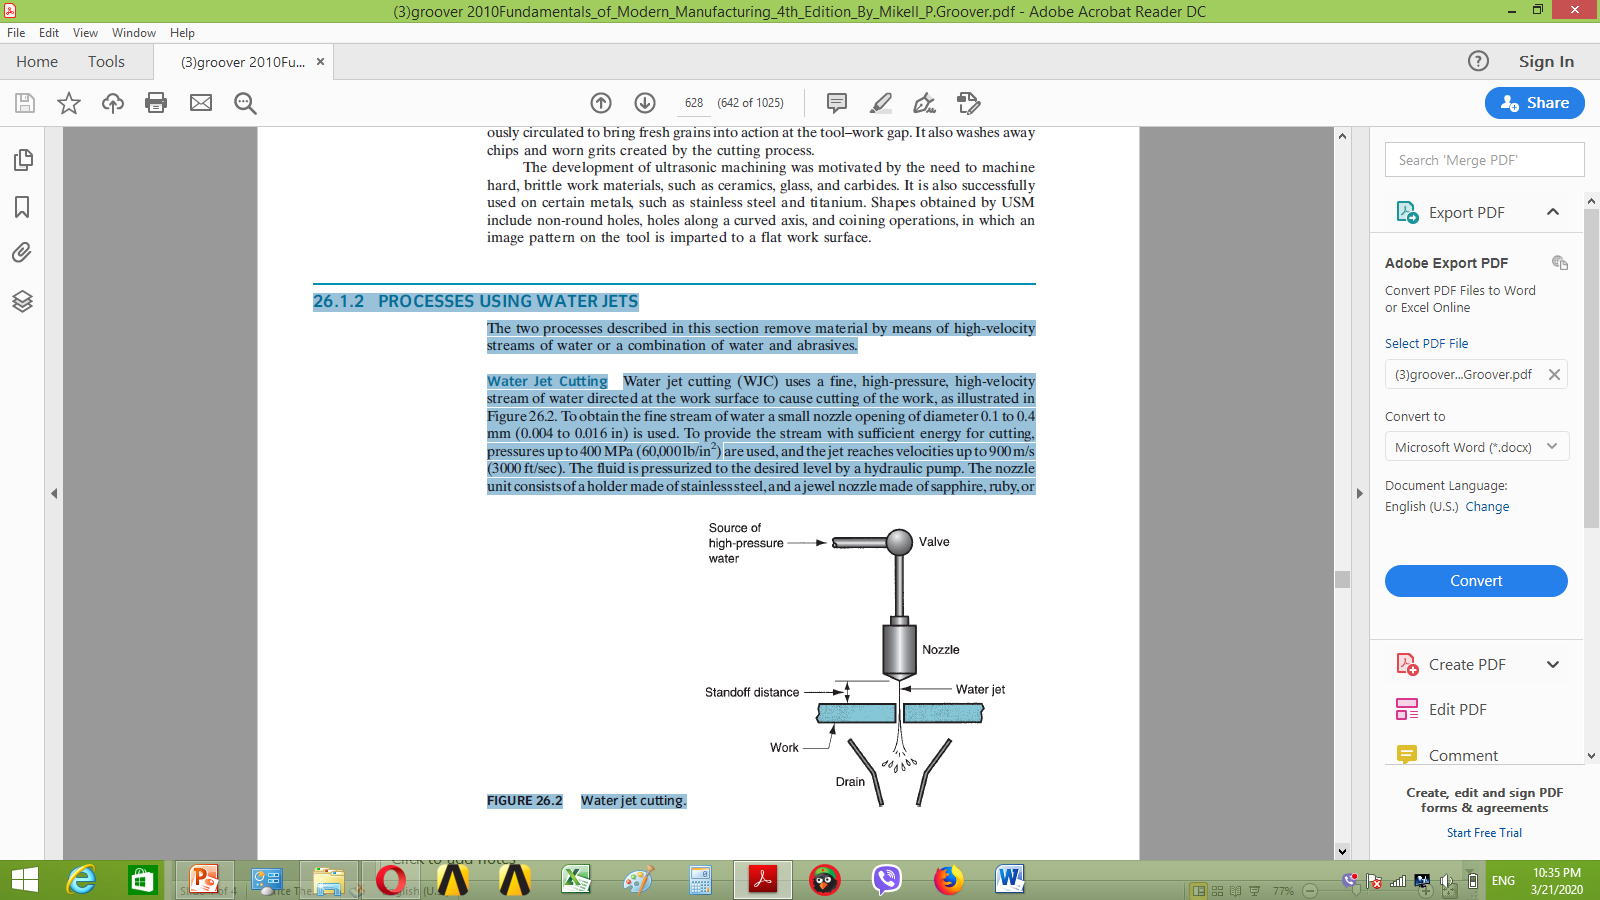 (3)groover 2010Fundamentals_of_Modern_Manufacturing_4th_Edition_By_Mikell_P.Groover.pdf - Adobe Acrobat Reader DC
File Edit View Window Help
Home Tools (3)groover 2010Fu... × Sign In
628 (642 of 1025) Share
ously circulated to bring fresh grains into action at the tool–work gap. It also washes away
chips and worn grits created by the cutting process.
The development of ultrasonic machining was motivated by the need to machine
hard, brittle work materials, such as ceramics, glass, and carbides. It is also successfully
used on certain metals, such as stainless steel and titanium. Shapes obtained by USM
include non-round holes, holes along a curved axis, and coining operations, in which an
image pattern on the tool is imparted to a flat work surface.
26.1.2 PROCESSES USING WATER JETS
The two processes described in this section remove material by means of high-velocity
streams of water or a combination of water and abrasives.
Water Jet Cutting Water jet cutting (WJC) uses a fine, high-pressure, high-velocity
stream of water directed at the work surface to cause cutting of the work, as illustrated in
Figure 26.2. To obtain the fine stream of water a small nozzle opening of diameter 0.1 to 0.4
mm (0.004 to 0.016 in) is used. To provide the stream with sufficient energy for cutting,
pressures up to 400 MPa (60,000 lb/in²) are used, and the jet reaches velocities up to 900 m/s
(3000 ft/sec). The fluid is pressurized to the desired level by a hydraulic pump. The nozzle
unit consists of a holder made of stainless steel, and a jewel nozzle made of sapphire, ruby, or
Source of
high-pressure
water
Valve
Nozzle
Standoff distance
Water jet
Work
Drain
FIGURE 26.2 Water jet cutting.
Search 'Merge PDF'
Export PDF
Adobe Export PDF
Convert PDF Files to Word
or Excel Online
Select PDF File
(3)groover...Groover.pdf
Convert to
Microsoft Word (*.docx)
Document Language:
English (U.S.) Change
Convert
Create PDF
Edit PDF
Comment
Create, edit and sign PDF
forms & agreements
Start Free Trial
Click to add notes
of 4
English (U.
77%
ENG
10:35 PM
3/21/2020